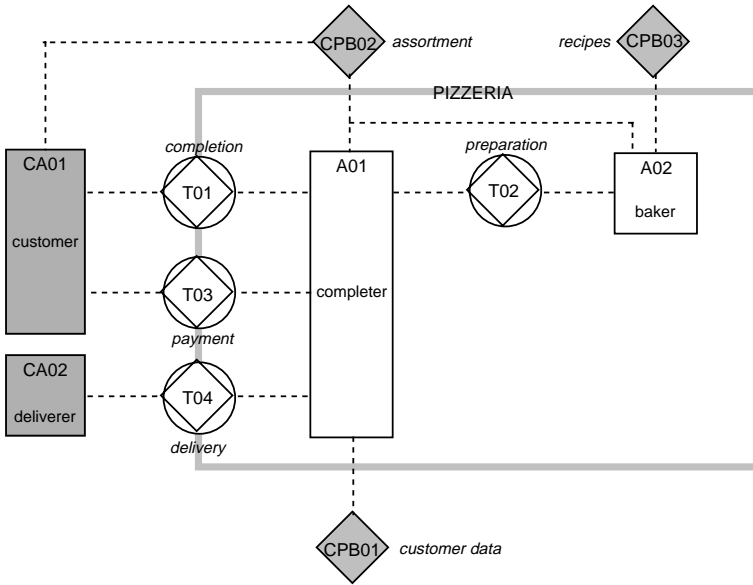 CPB02 assortment
recipes CPB03
PIZZERIA
completion
preparation
CA01
A01
A02
T01
T02
baker
customer
completer
T03
payment
CA02
T04
deliverer
delivery
CPB01 customer data